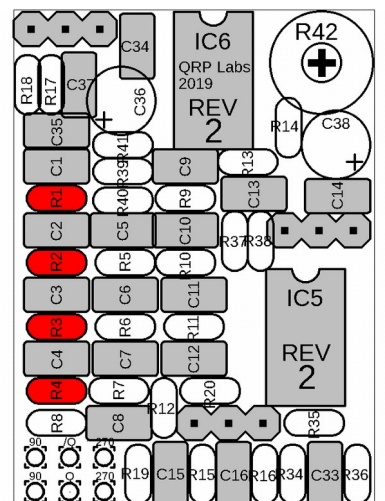 C34
IC6
R42
QRP Labs
2019
REV
2
R18
R17
C37
C36
+
+
C38
R14
C35
R41
C1
R39
C9
R13
R1
R40
R9
C13
C14
C2
C5
C10
R37
R38
R2
R5
R10
C3
C6
C11
IC5
R3
R6
R11
C4
C7
C12
REV
2
R4
R7
R12
R20
R8
C8
R35
90
/O
270
R19
C15
R15
C16
R16
R34
C33
R36
90
O
270